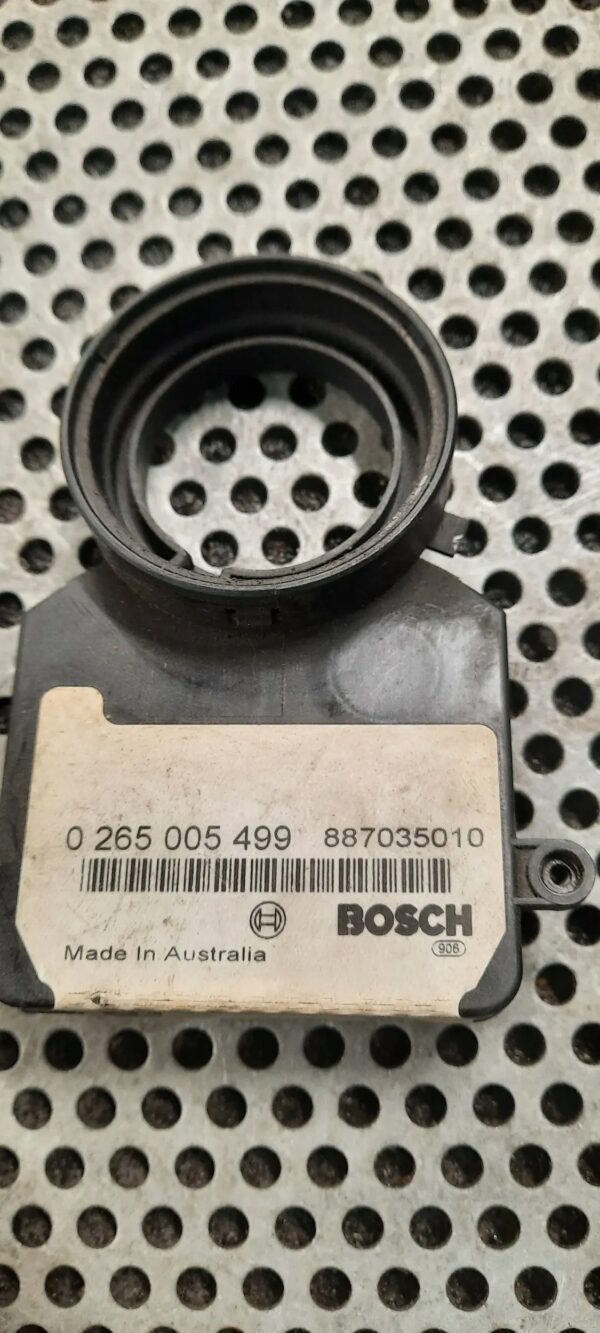 0 265 005 499 887035010
BOSCH
906
Made In Australia